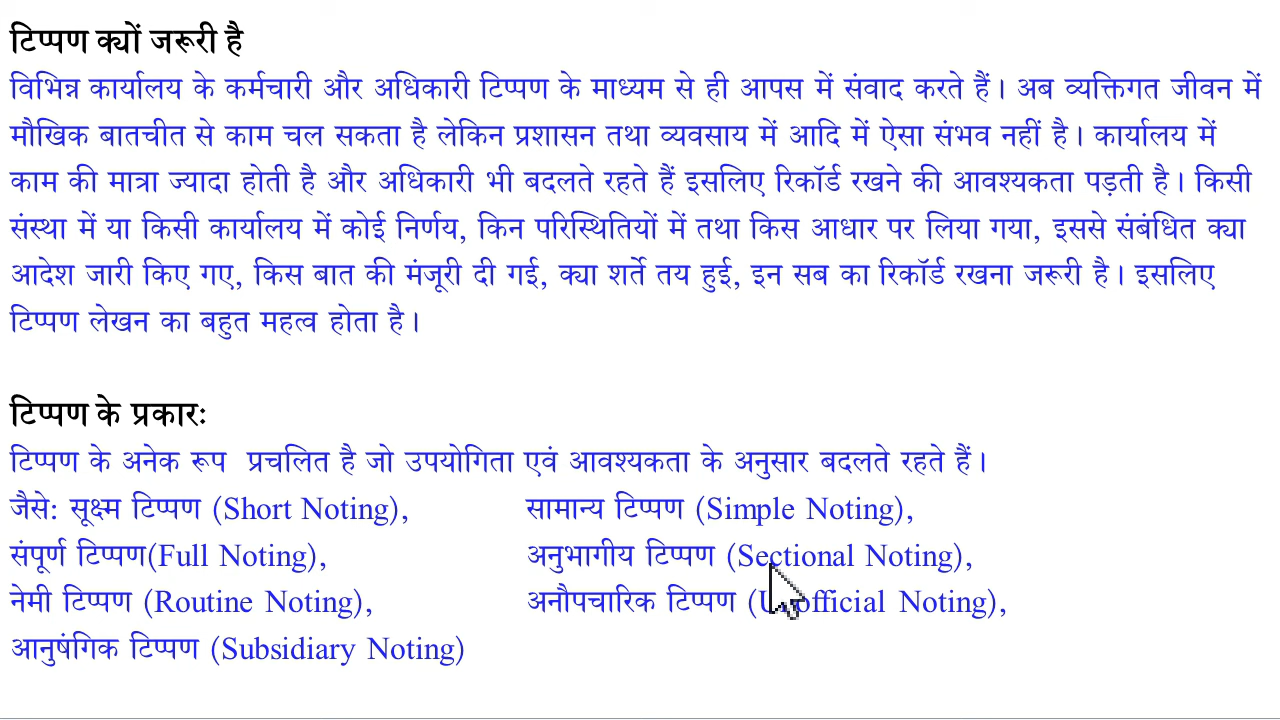 टिप्पण क्यों जरूरी है
विभिन्न कार्यालय के कर्मचारी और अधिकारी टिप्पण के माध्यम से ही आपस में संवाद करते हैं। अब व्यक्तिगत जीवन में
मौखिक बातचीत से काम चल सकता है लेकिन प्रशासन तथा व्यवसाय में आदि में ऐसा संभव नहीं है। कार्यालय में
काम की मात्रा ज्यादा होती है और अधिकारी भी बदलते रहते हैं इसलिए रिकॉर्ड रखने की आवश्यकता पड़ती है। किसी
संस्था में या किसी कार्यालय में कोई निर्णय, किन परिस्थितियों में तथा किस आधार पर लिया गया, इससे संबंधित क्या
आदेश जारी किए गए, किस बात की मंजूरी दी गई, क्या शर्ते तय हुई, इन सब का रिकॉर्ड रखना जरूरी है। इसलिए
टिप्पण लेखन का बहुत महत्व होता है।
टिप्पण के प्रकारः
टिप्पण के अनेक रूप प्रचलित है जो उपयोगिता एवं आवश्यकता के अनुसार बदलते रहते हैं।
जैसे: सूक्ष्म टिप्पण (Short Noting), सामान्य टिप्पण (Simple Noting),
संपूर्ण टिप्पण(Full Noting), अनुभागीय टिप्पण (Sectional Noting),
नेमी टिप्पण (Routine Noting), अनौपचारिक टिप्पण (Unofficial Noting),
आनुषंगिक टिप्पण (Subsidiary Noting)